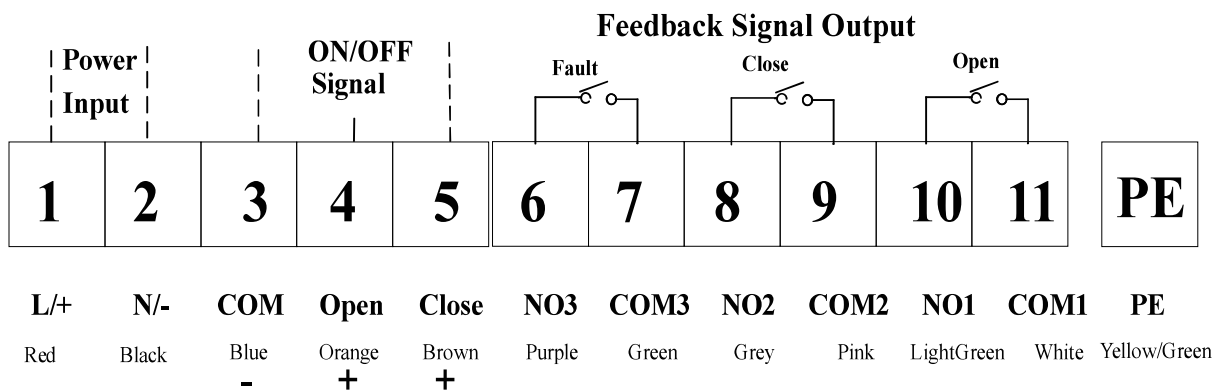 Feedback Signal Output
Power
Input
ON/OFF
Signal
Fault
Close
Open
1 2 3 4 5 6 7 8 9 10 11 PE
L/+ N/- COM Open Close NO3 COM3 NO2 COM2 NO1 COM1 PE
Red Black Blue Orange Brown Purple Green Grey Pink LightGreen White Yellow/Green
- + +